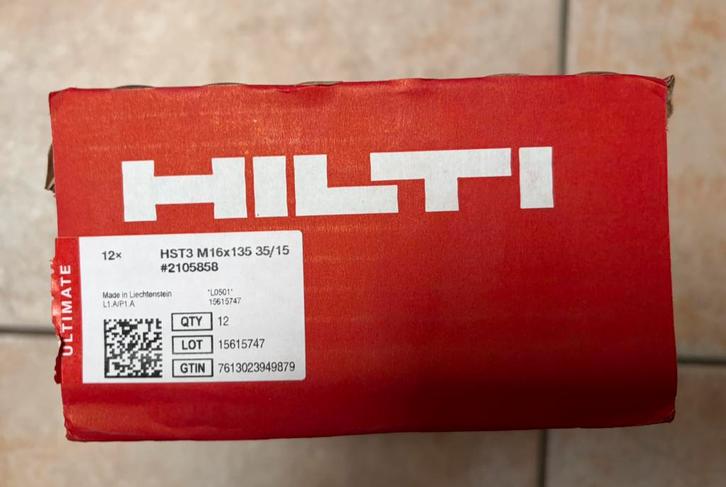 HILTI
12× HST3 M16x135 35/15
#2105858
Made in Liechtenstein "L0501"
L1.A/P1.A 15615747
QTY 12
LOT 15615747
GTIN 7613023949879
ULTIMATE